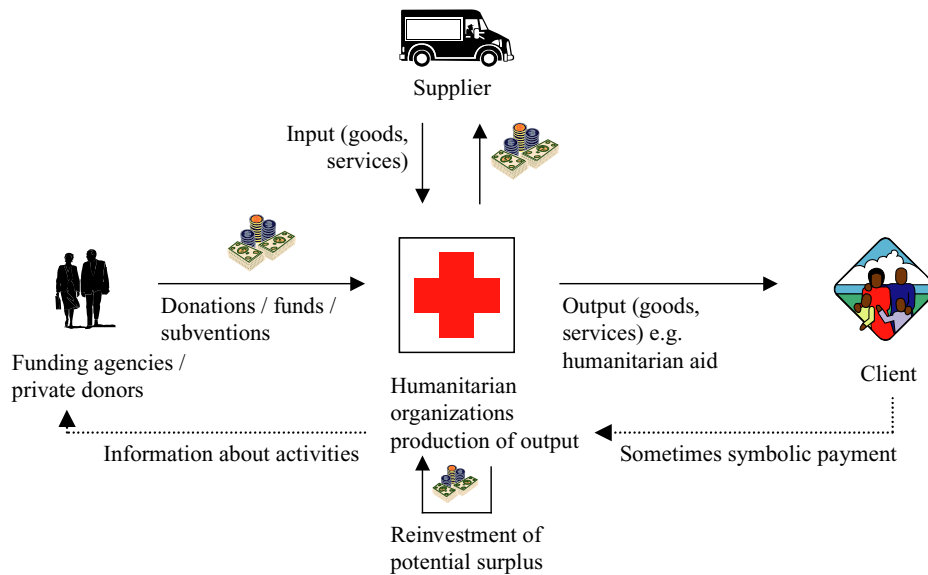 Supplier
Input (goods,
services)
Donations / funds /
subventions
Output (goods,
services) e.g.
humanitarian aid
Funding agencies /
private donors
Client
Humanitarian
organizations
production of output
Information about activities
Sometimes symbolic payment
Reinvestment of
potential surplus